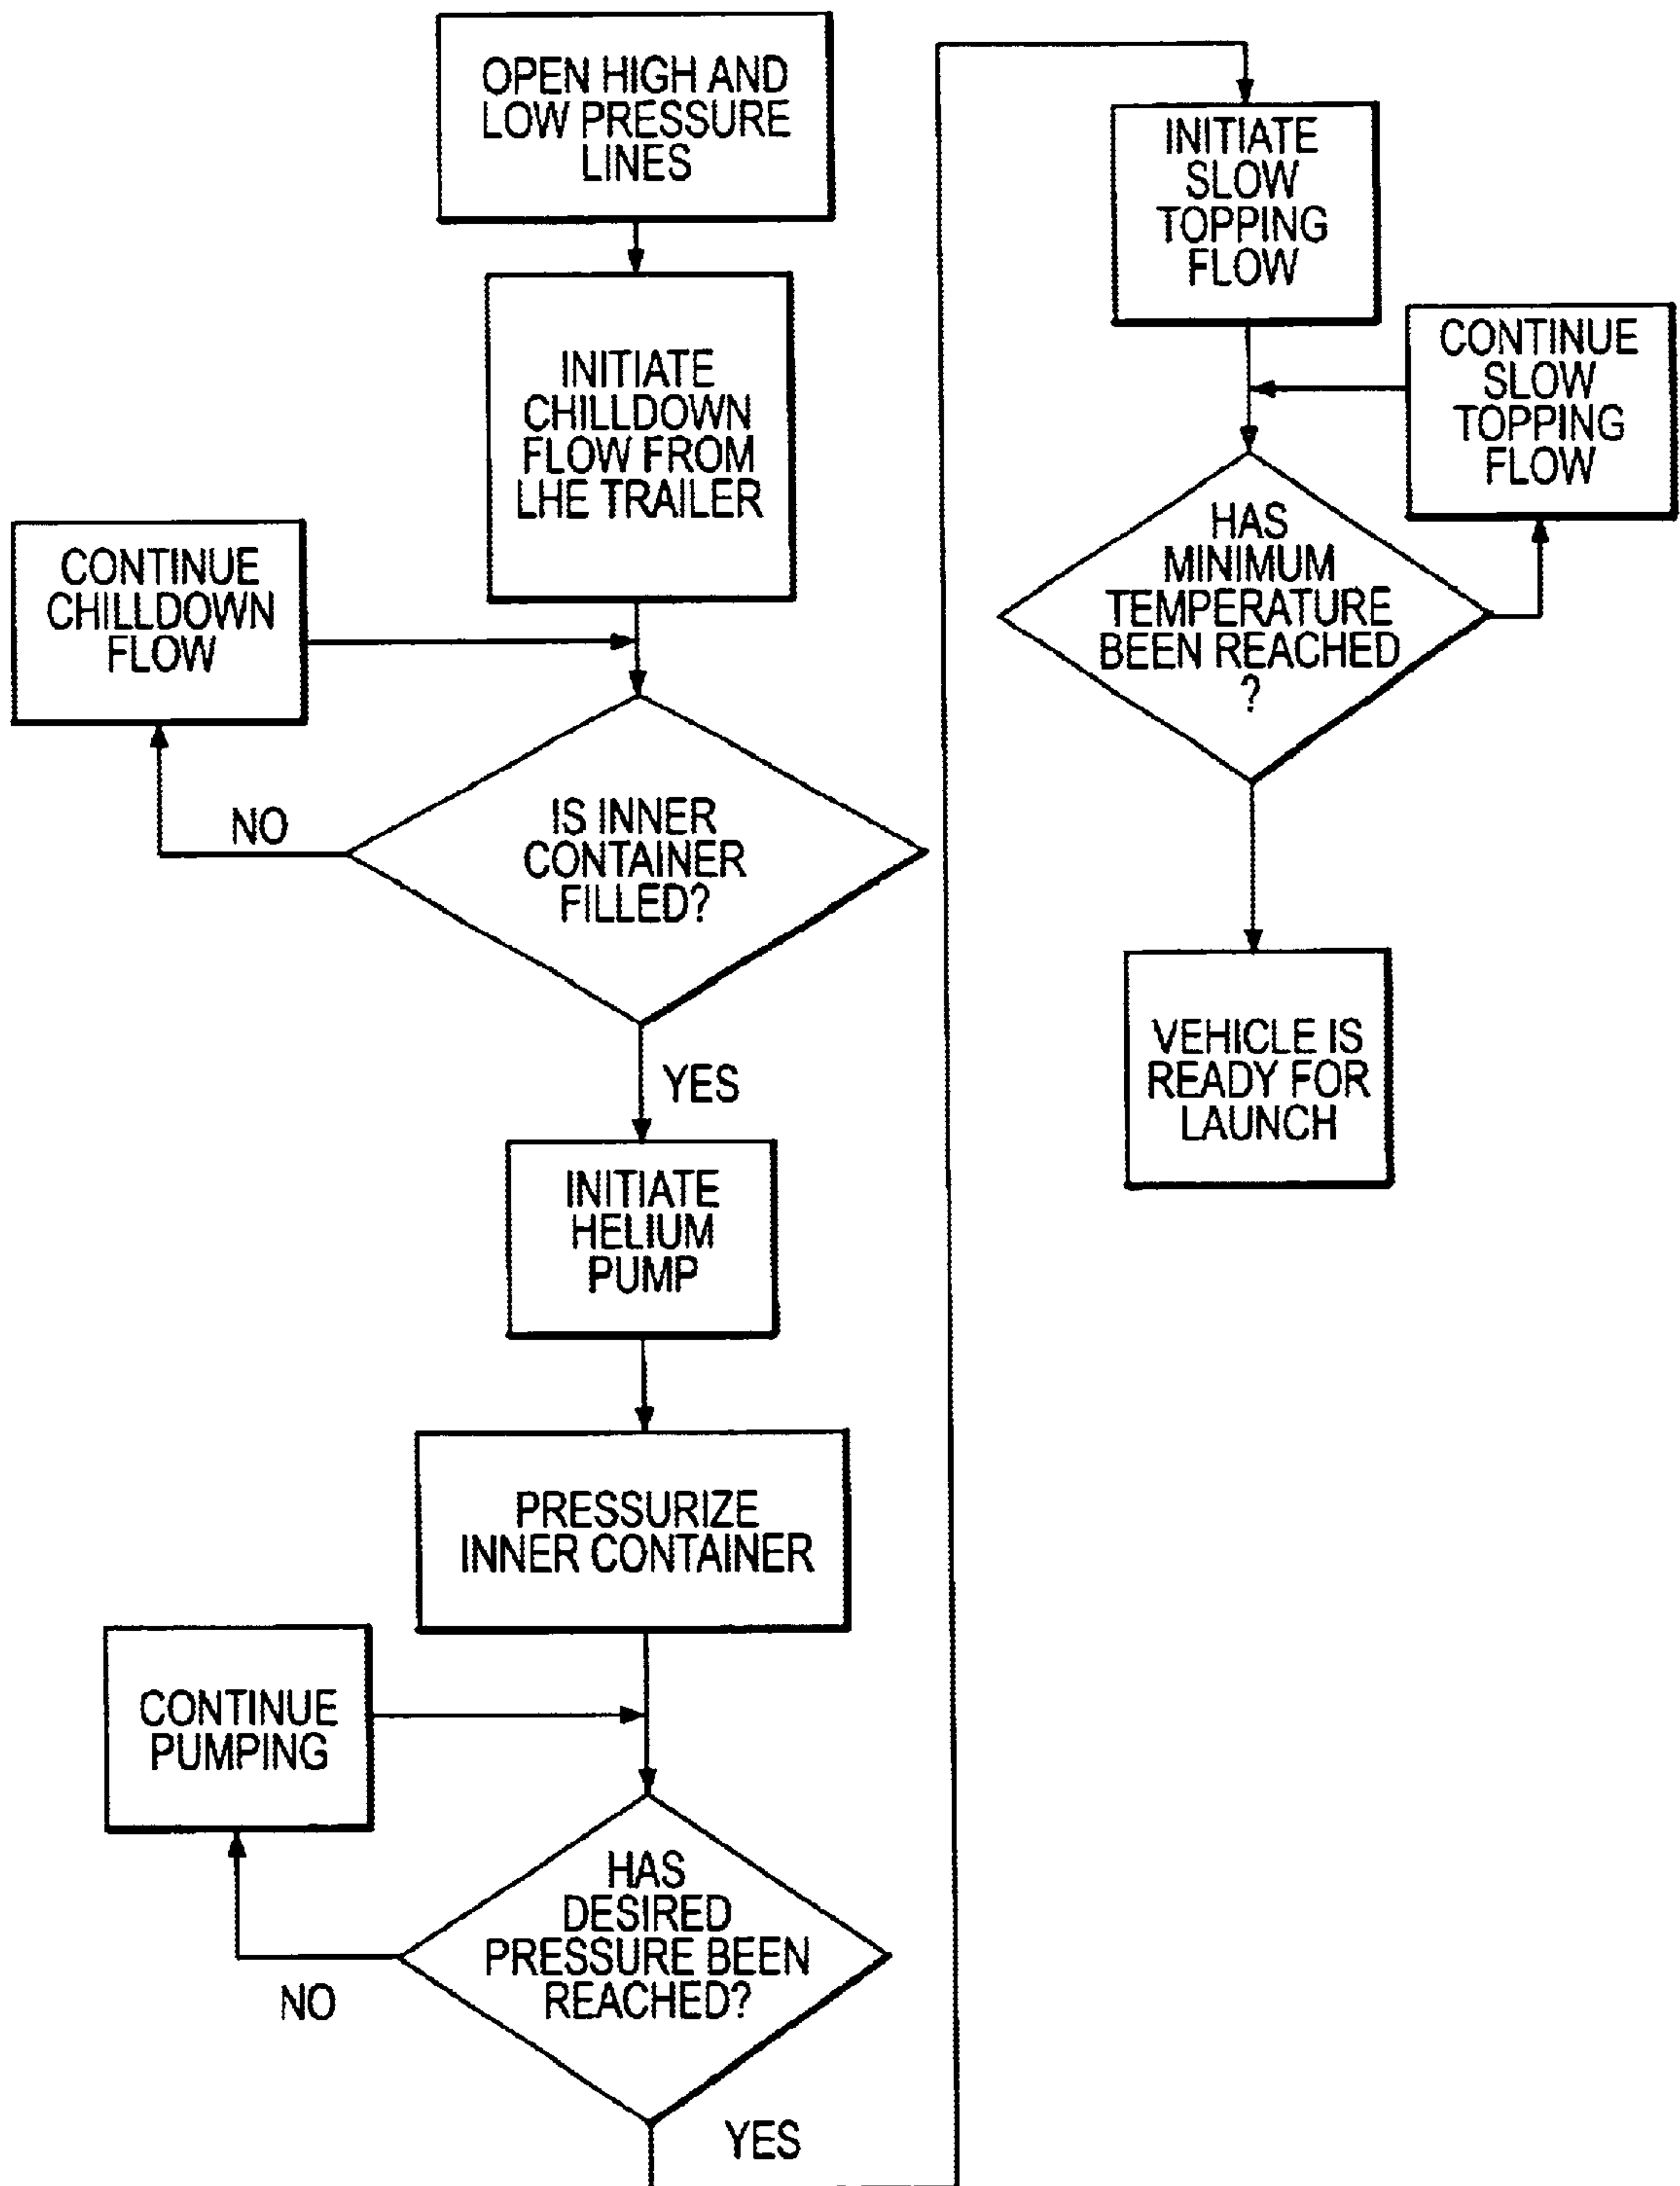 OPEN HIGH AND
LOW PRESSURE
LINES
INITIATE
CHILLDOWN
FLOW FROM
LHE TRAILER
CONTINUE
CHILLDOWN
FLOW
NO
IS INNER
CONTAINER
FILLED?
YES
INITIATE
HELIUM
PUMP
PRESSURIZE
INNER CONTAINER
CONTINUE
PUMPING
HAS
DESIRED
PRESSURE BEEN
REACHED?
NO
YES
INITIATE
SLOW
TOPPING
FLOW
CONTINUE
SLOW
TOPPING
FLOW
HAS
MINIMUM
TEMPERATURE
BEEN REACHED
?
VEHICLE IS
READY FOR
LAUNCH